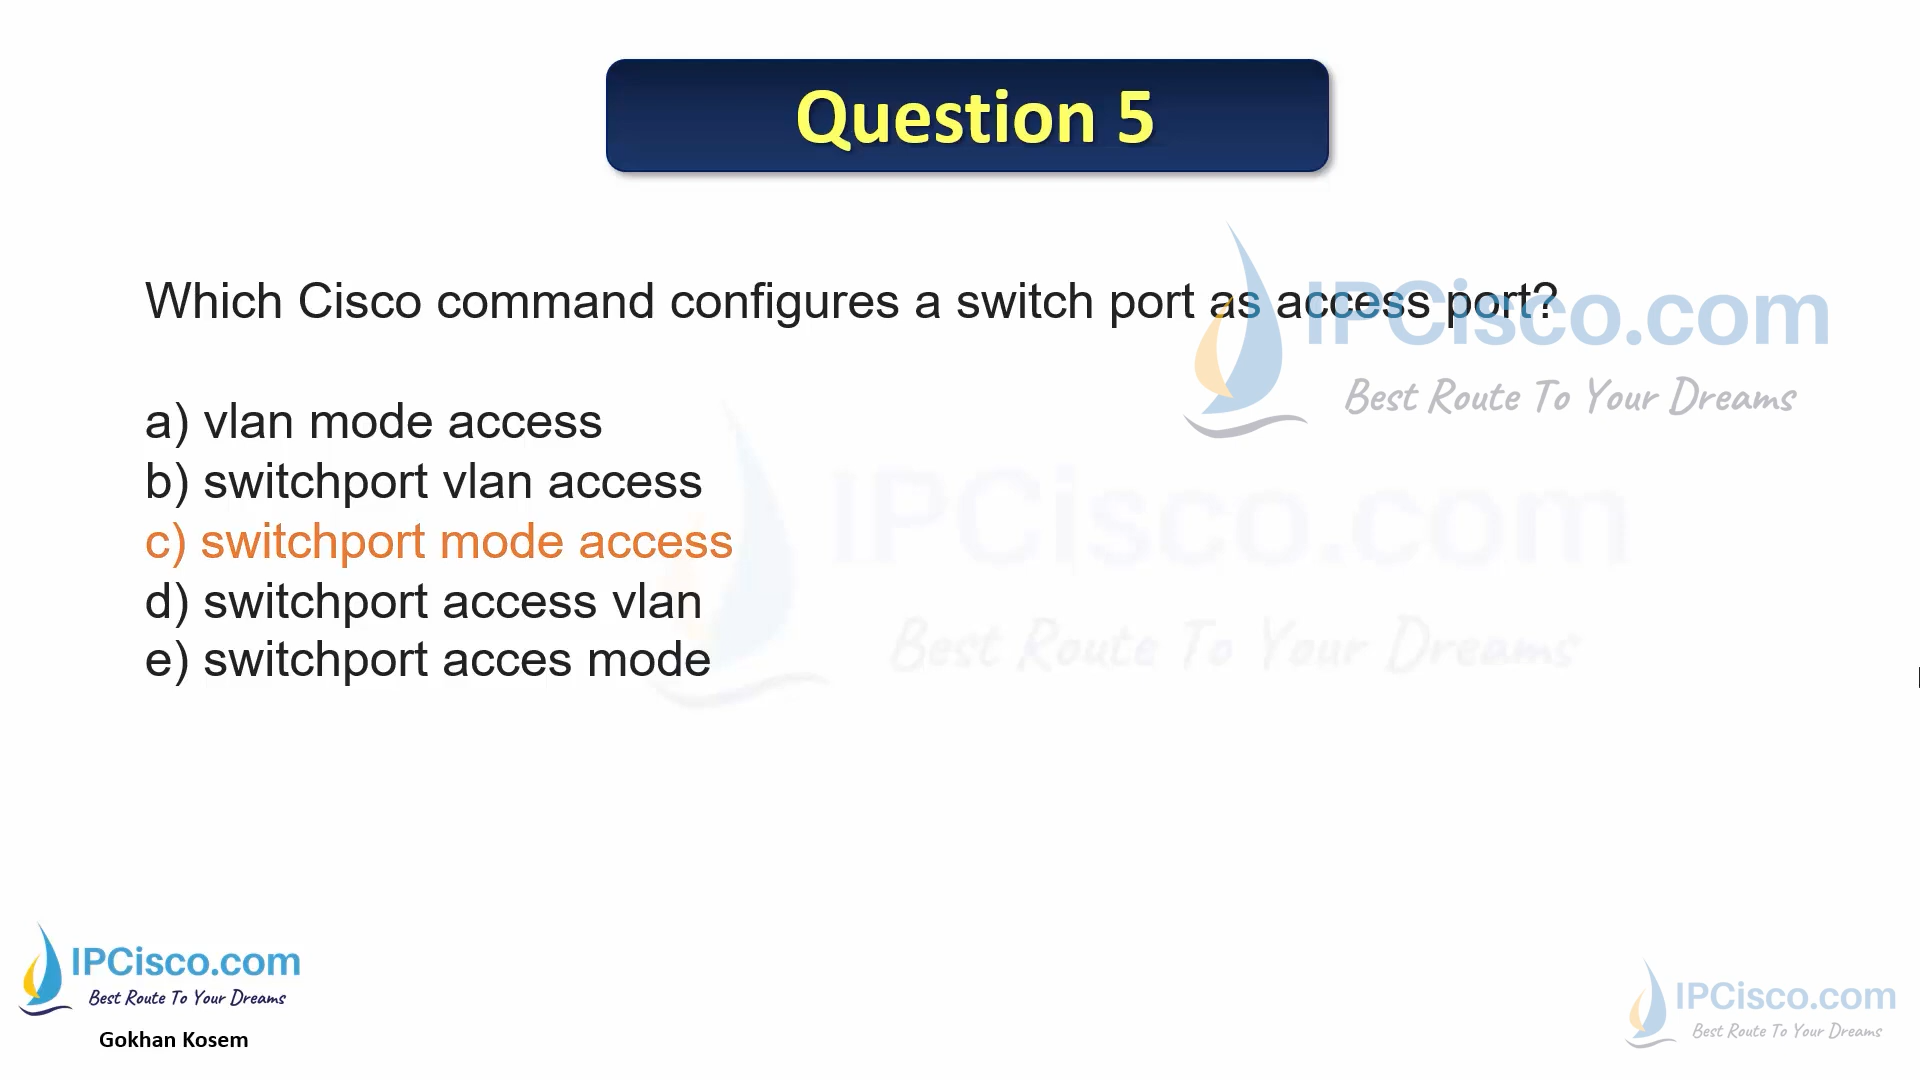 Question 5
Which Cisco command configures a switch port as access port?
IPCisco.com
Best Route To Your Dreams
a) vlan mode access
b) switchport vlan access
c) switchport mode access
d) switchport access vlan
e) switchport acces mode
IPCisco.com
Best Route To Your Dreams
IPCisco.com
Best Route To Your Dreams
Gokhan Kosem
IPCisco.com
Best Route To Your Dreams